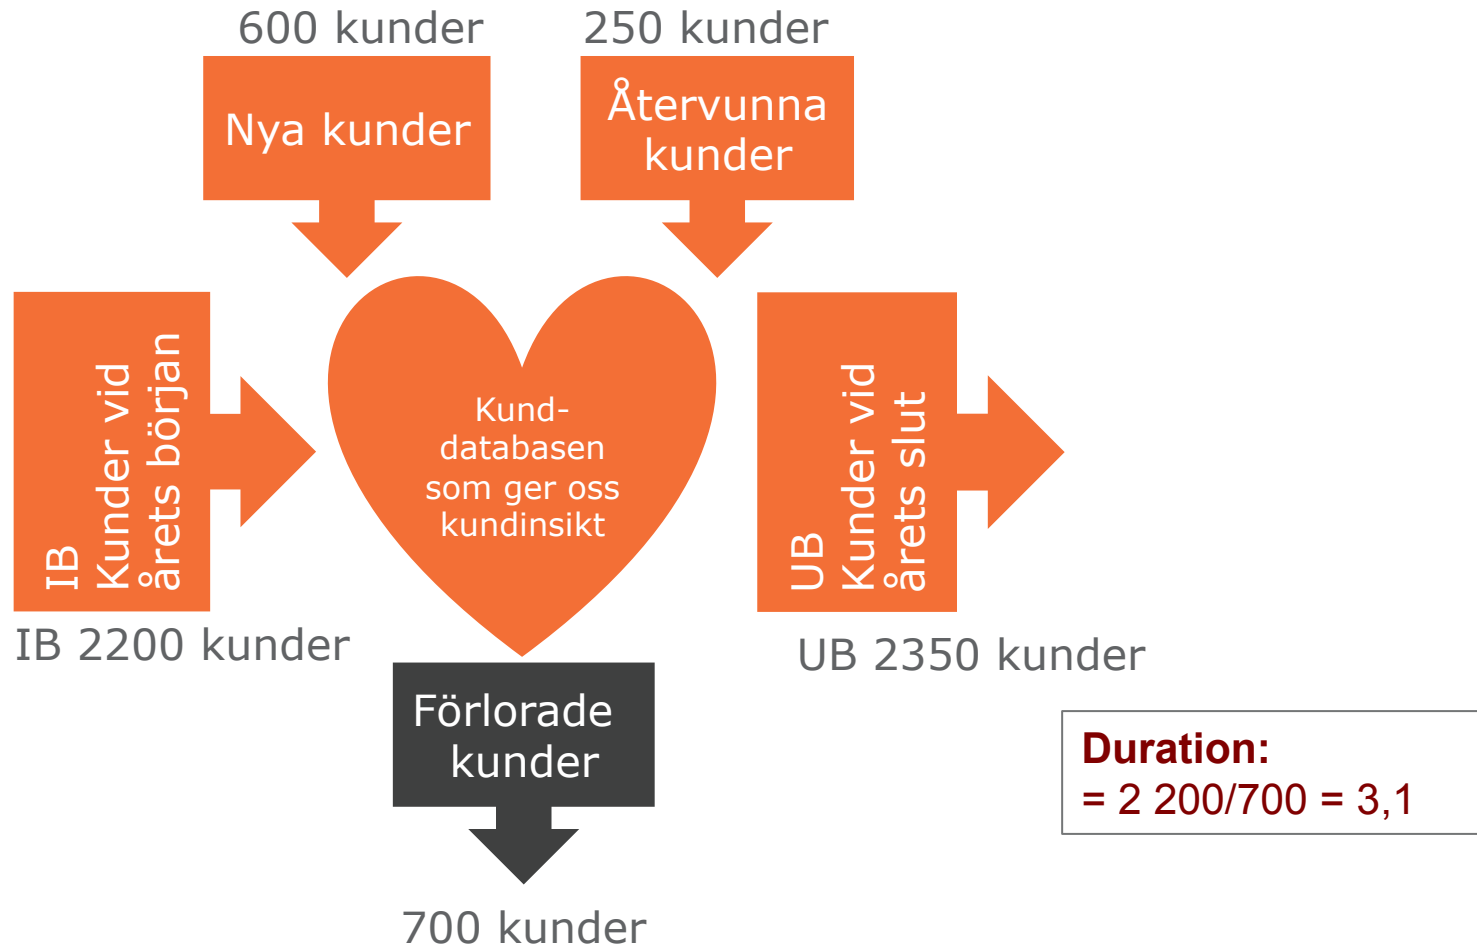 600 kunder
250 kunder
Nya kunder
Återvunna
kunder
IB
Kunder vid
årets början
Kund-
databasen
som ger oss
kundinsikt
UB
Kunder vid
årets slut
IB 2200 kunder
UB 2350 kunder
Förlorade
kunder
Duration:
= 2 200/700 = 3,1
700 kunder